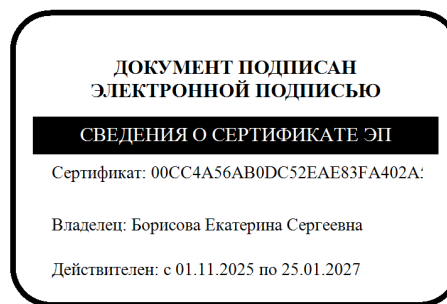 ДОКУМЕНТ ПОДПИСАН
ЭЛЕКТРОННОЙ ПОДПИСЬЮ
СВЕДЕНИЯ О СЕРТИФИКАТЕ ЭП
Сертификат: 00CC4A56AB0DC52EAE83FA402A
Владелец: Борисова Екатерина Сергеевна
Действителен: с 01.11.2025 по 25.01.2027